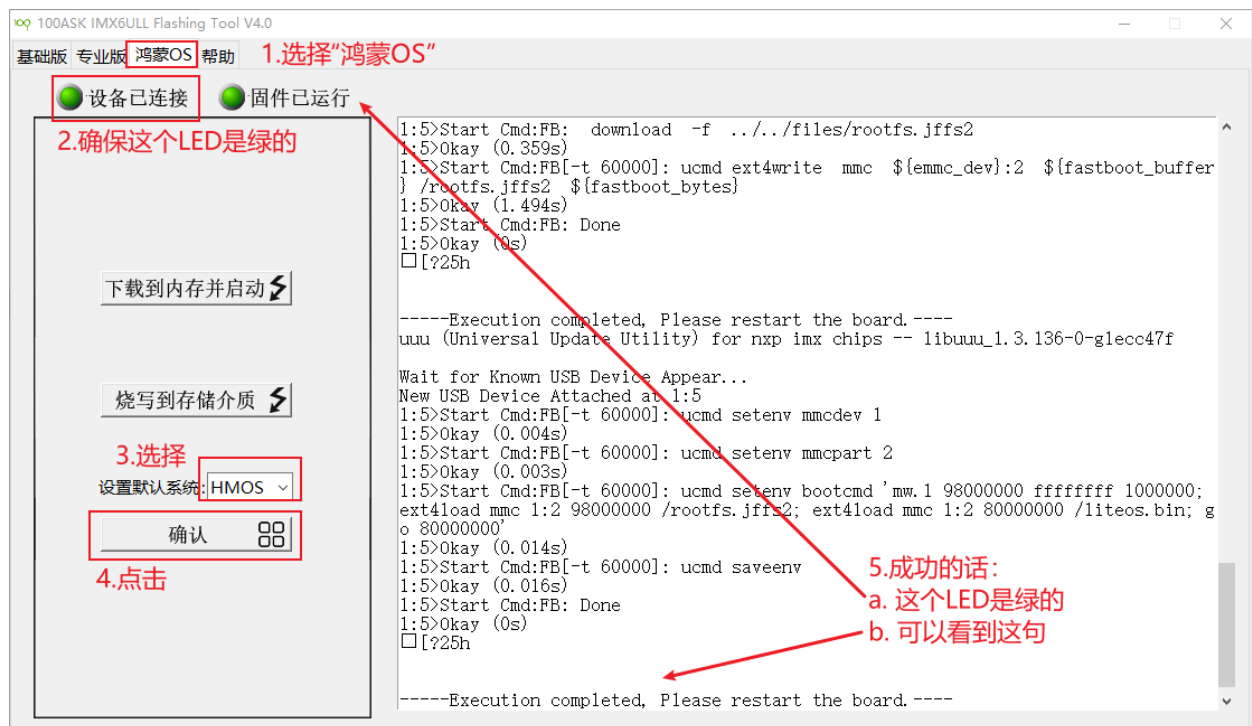 100ASK IMX6ULL Flashing Tool V4.0
基础版 专业版 鸿蒙OS 帮助
1.选择“鸿蒙OS”
设备已连接 固件已运行
2.确保这个LED是绿的
下载到内存并启动
烧写到存储介质
3.选择
设置默认系统: HMOS
确认
4.点击
1:5>Start Cmd:FB: download -f ../../files/rootfs.jffs2
1:5>Okay (0.359s)
1:5>Start Cmd:FB[-t 60000]: ucmd ext4write mmc ${emmc_dev}:2 ${fastboot_buffer
} /rootfs.jffs2 ${fastboot_bytes}
1:5>Okay (1.494s)
1:5>Start Cmd:FB: Done
1:5>Okay (0s)
□[?25h
-----Execution completed, Please restart the board.----
uuu (Universal Update Utility) for nxp imx chips -- libuuu_1.3.136-0-g1ecc47f
Wait for Known USB Device Appear...
New USB Device Attached at 1:5
1:5>Start Cmd:FB[-t 60000]: ucmd setenv mmcdev 1
1:5>Okay (0.004s)
1:5>Start Cmd:FB[-t 60000]: ucmd setenv mmcpart 2
1:5>Okay (0.003s)
1:5>Start Cmd:FB[-t 60000]: ucmd setenv bootcmd 'mw.l 98000000 ffffffff 1000000;
ext4load mmc 1:2 98000000 /rootfs.jffs2; ext4load mmc 1:2 80000000 /liteos.bin; g
o 80000000'
1:5>Okay (0.014s)
1:5>Start Cmd:FB[-t 60000]: ucmd saveenv
1:5>Okay (0.016s)
1:5>Start Cmd:FB: Done
1:5>Okay (0s)
□[?25h
-----Execution completed, Please restart the board.----
5.成功的话：
a. 这个LED是绿的
b. 可以看到这句